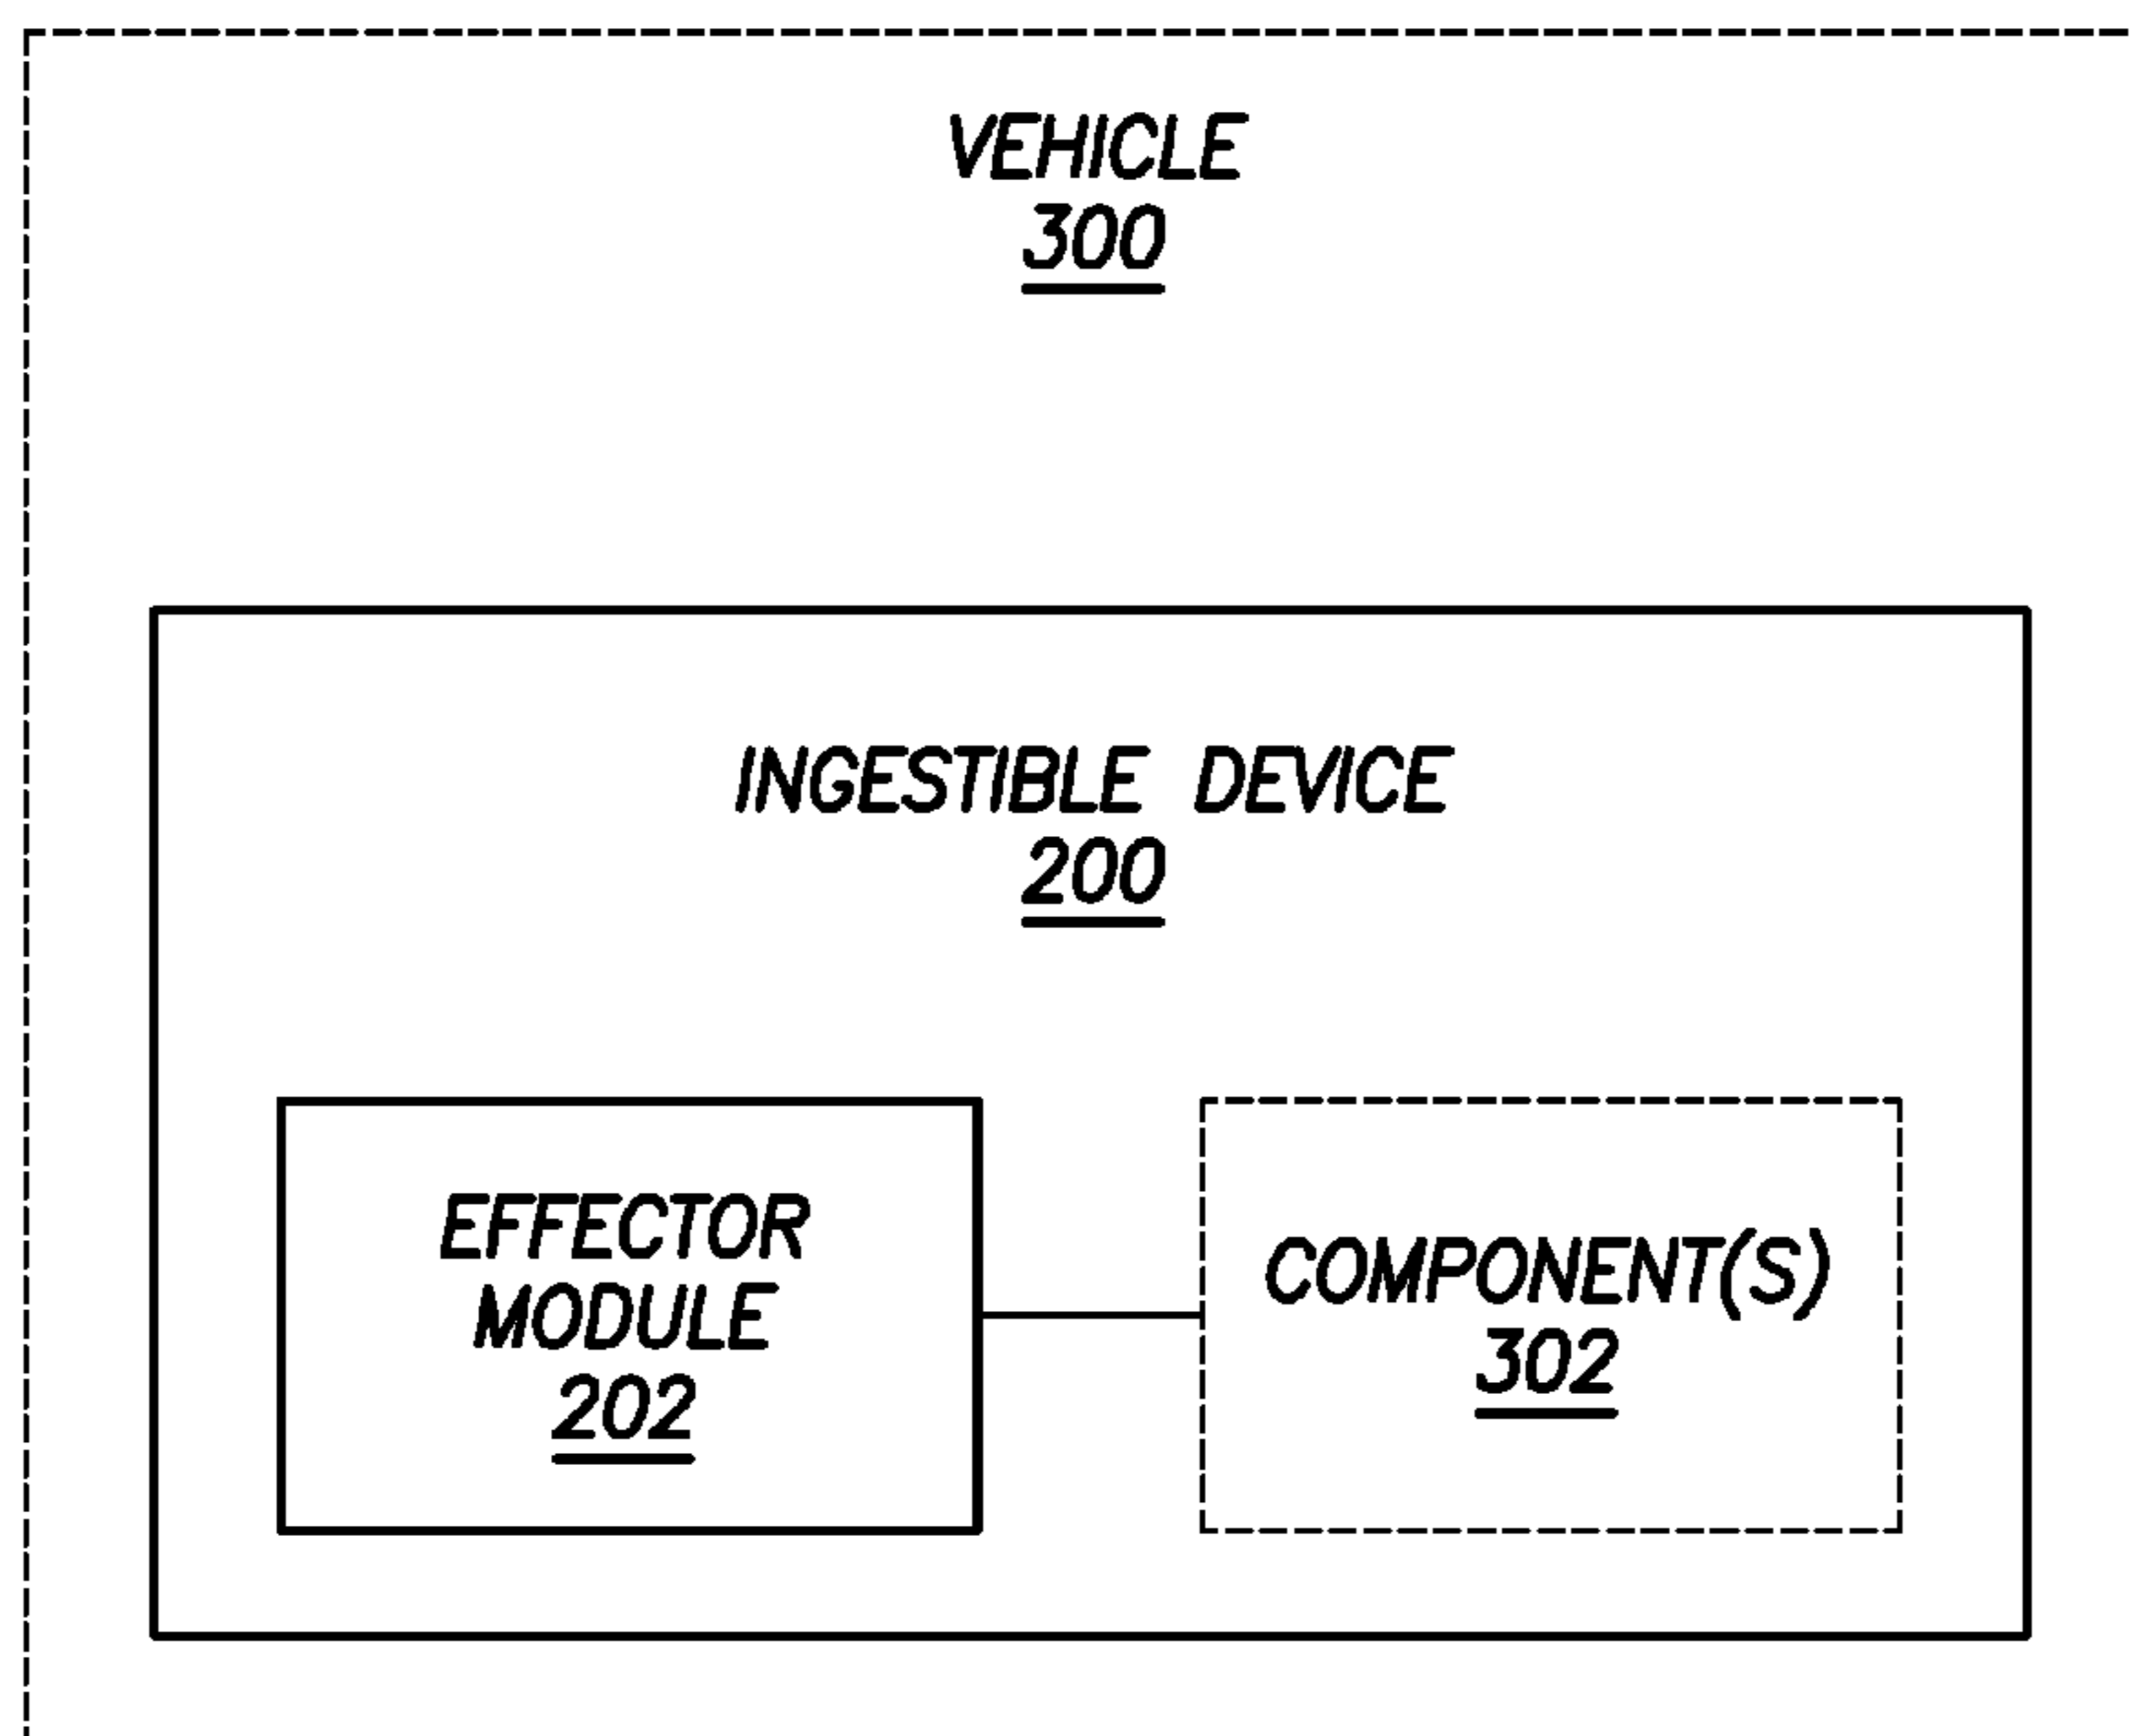 VEHICLE
300
INGESTIBLE DEVICE
200
EFFECTOR
MODULE
202
COMPONENT(S)
302